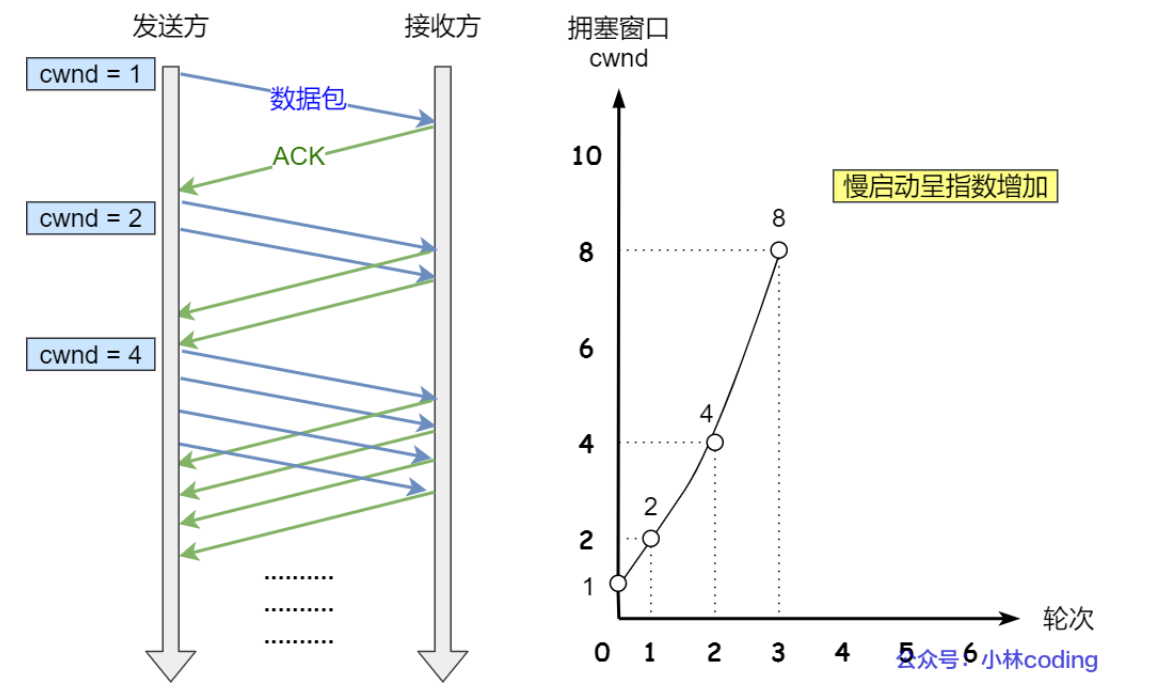 发送方
接收方
cwnd = 1
数据包
ACK
cwnd = 2
cwnd = 4
..........
..........
..........
拥塞窗口
cwnd
10
慢启动呈指数增加
8
8
6
4
4
2
2
1
轮次
0 1 2 3 4 5 6
公众号：小林coding